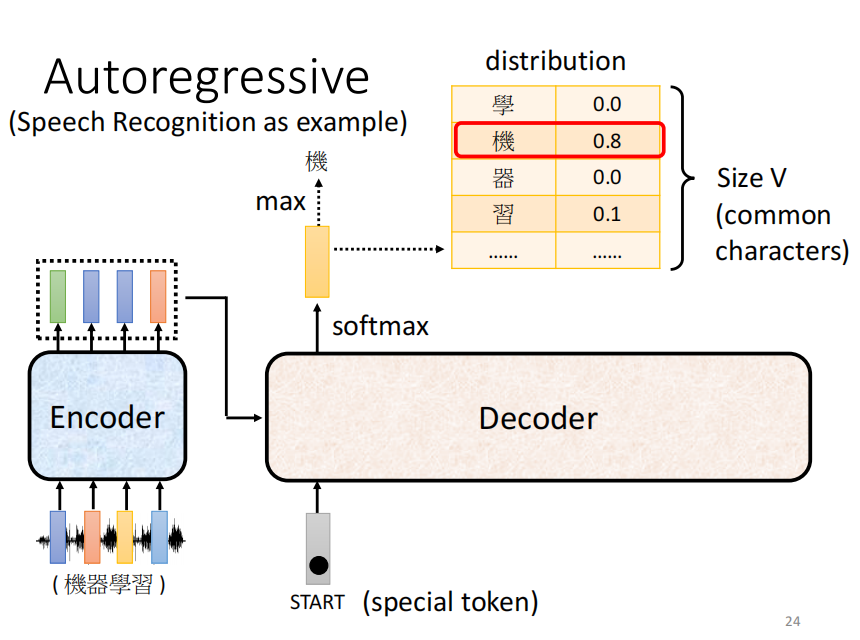 Autoregressive
(Speech Recognition as example)
distribution
學 0.0
機 0.8
器 0.0
習 0.1
...... ......
Size V
(common
characters)
機
max
softmax
Encoder
Decoder
( 機器學習 )
START (special token)
24